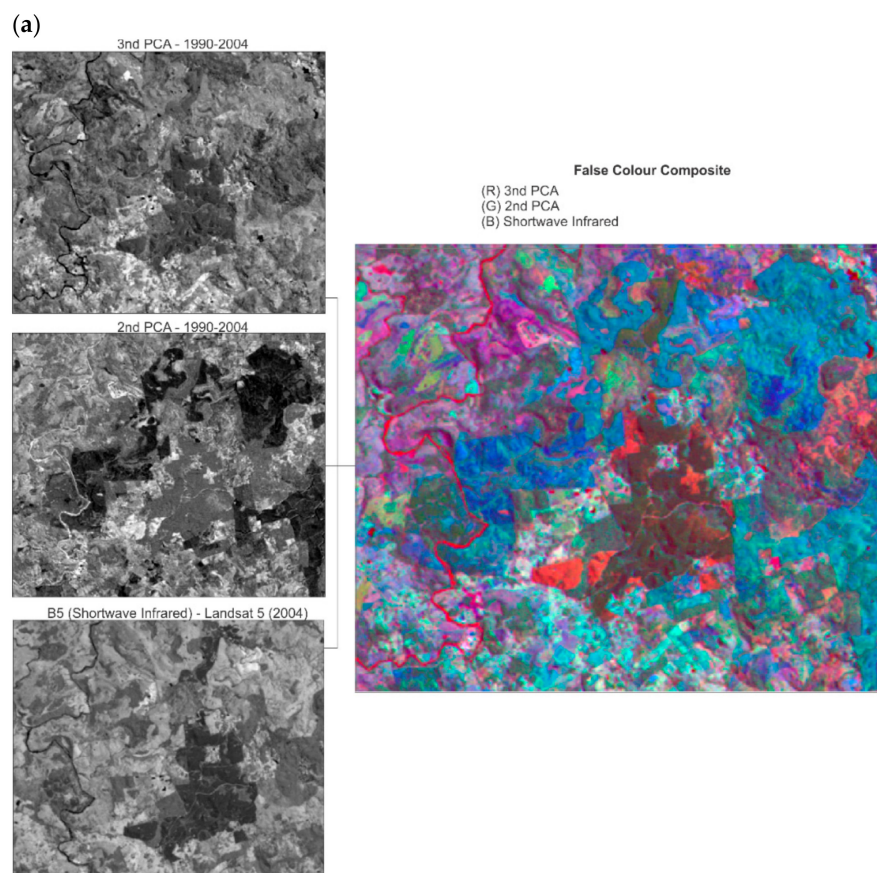 (a)
3nd PCA - 1990-2004
2nd PCA - 1990-2004
B5 (Shortwave Infrared) - Landsat 5 (2004)
False Colour Composite
(R) 3nd PCA
(G) 2nd PCA
(B) Shortwave Infrared